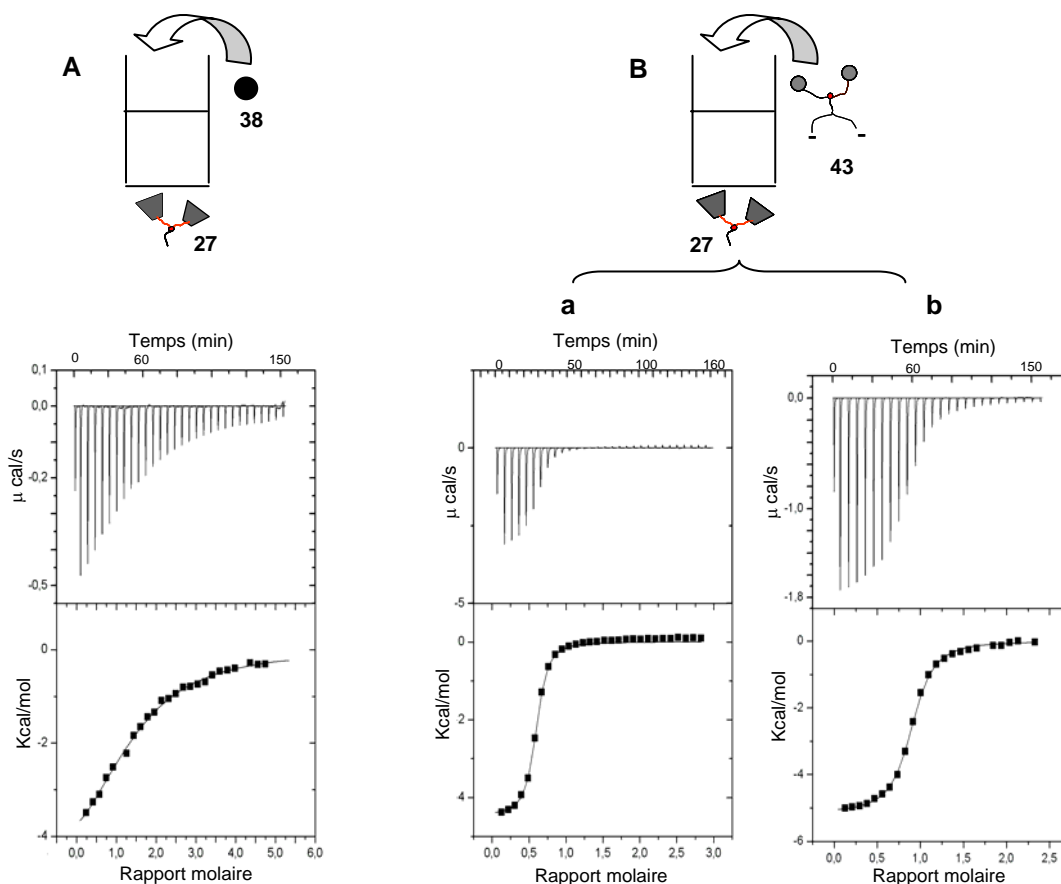 A
38
27
B
43
27
a
b
Temps (min)
0 60 150
0,1
0,0
-0,2
-0,5
µ cal/s
0
-2
-4
Kcal/mol
0,0 1,0 2,0 3,0 4,0 5,0 6,0
Rapport molaire
Temps (min)
0 50 100 160
0
-5
µ cal/s
0
2
4
Kcal/mol
0,0 0,5 1,0 1,5 2,0 2,5 3,0
Rapport molaire
Temps (min)
0 60 150
0,0
-1,0
-1,8
µ cal/s
0
-2
-4
-6
Kcal/mol
0,0 0,5 1,0 1,5 2,0 2,5
Rapport molaire